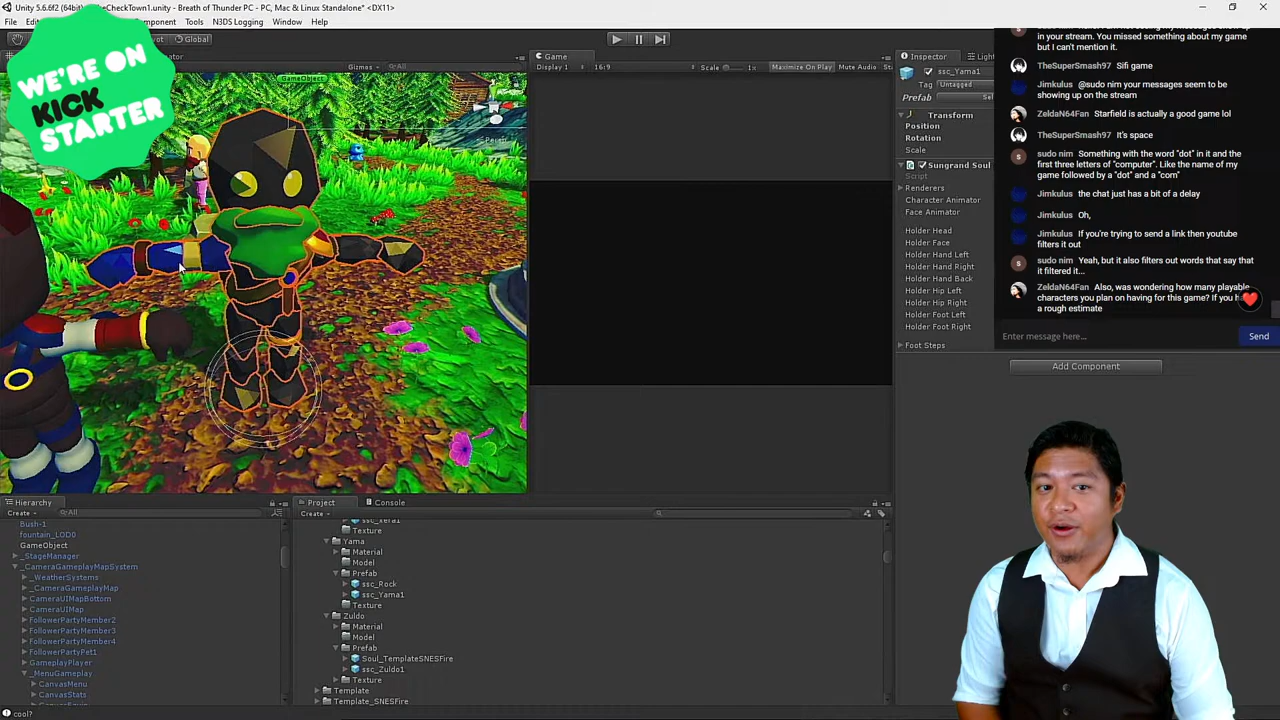 Unity 5.6.6f2 (64bit)
eCheckTown1.unity - Breath of Thunder - PC, Mac & Linux Standalone* <DX11>
File
Component Tools N3DS Logging Window Help
Global
WE'RE ON
KICK
STARTER
Gizmos All
GameObject
Game
Display 1 16:9 Scale 1x Maximize On Play Mute Audio
Inspector
ssc_Yama1
Tag Untagged
Prefab
Transform
Position
Rotation
Scale
Sungrand Soul
Script
Renderers
Character Animator
Face Animator
Holder Head
Holder Face
Holder Hand Left
Holder Hand Right
Holder Hand Back
Holder Hip Left
Holder Hip Right
Holder Foot Left
Holder Foot Right
Foot Steps
Add Component
in your stream. You missed something about my game
but I can't mention it.
TheSuperSmash97 Sifi game
Jimkulus @sudo nim your messages seem to
be showing up on the stream
ZeldaN64Fan Starfield is actually a good game lol
TheSuperSmash97 It's space
sudo nim Something with the word "dot" in it and the
first three letters of "computer". Like the name of my
game followed by a "dot" and a "com"
Jimkulus the chat just has a bit of a delay
Jimkulus Oh,
Jimkulus If you're trying to send a link then youtube
filters it out
sudo nim Yeah, but it also filters out words that say that
it filtered it...
ZeldaN64Fan Also, was wondering how many playable
characters you plan on having for this game? If you
a rough estimate
Enter message here...
Send
Hierarchy
Create All
Bush-1
fountain_LOD0
GameObject
_StageManager
_CameraGameplayMapSystem
_WeatherSystems
_CameraGameplayMap
CameraUIMapBottom
CameraUIMap
FollowerPartyMember2
FollowerPartyMember3
FollowerPartyMember4
FollowerPartyPet1
GameplayPlayer
_MenuGameplay
CanvasMenu
CanvasStats
Project
Console
Create
ssc_xera1
Texture
Yama
Material
Model
Prefab
ssc_Rock
ssc_Yama1
Texture
Zuldo
Material
Model
Prefab
Soul_TemplateSNESFire
ssc_Zuldo1
Texture
Template
Template_SNESFire
cool?